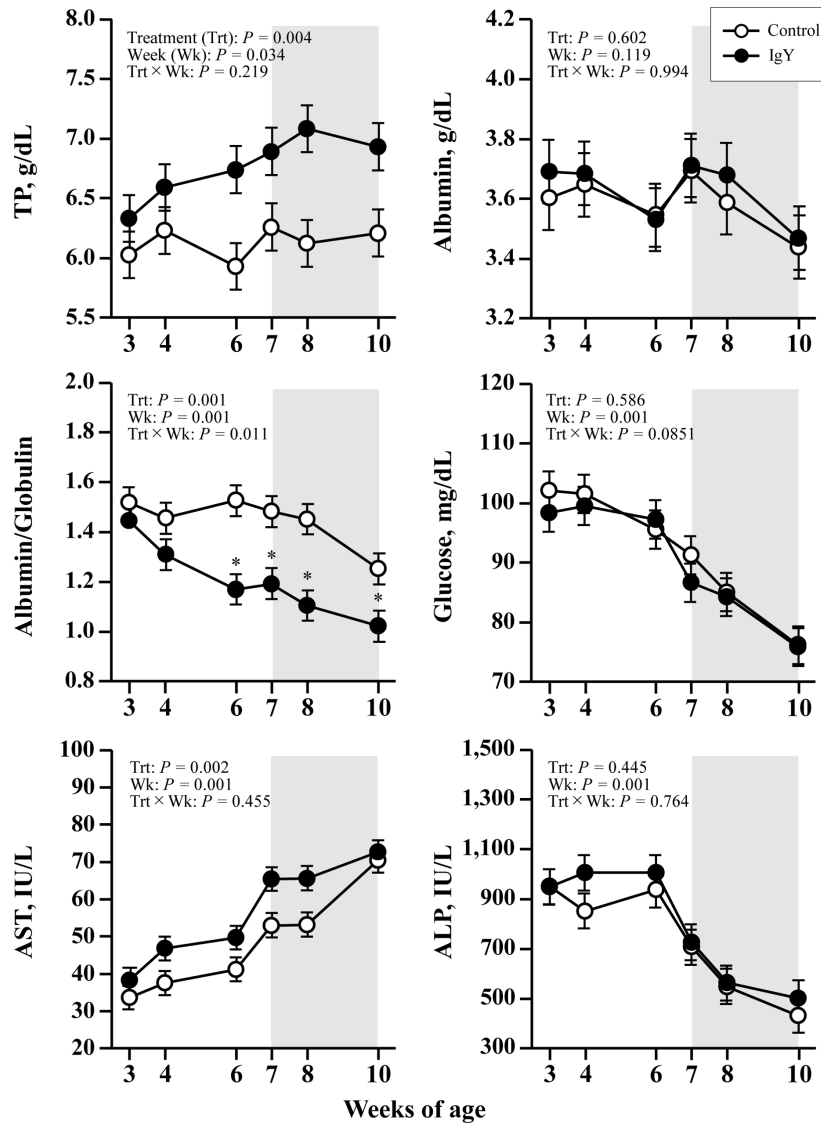 Control
IgY
TP, g/dL
8.0
7.5
7.0
6.5
6.0
5.5
Treatment (Trt): P = 0.004
Week (Wk): P = 0.034
Trt × Wk: P = 0.219
3 4 6 7 8 10
Albumin, g/dL
4.2
4.0
3.8
3.6
3.4
3.2
Trt: P = 0.602
Wk: P = 0.119
Trt × Wk: P = 0.994
3 4 6 7 8 10
Albumin/Globulin
2.0
1.8
1.6
1.4
1.2
1.0
0.8
Trt: P = 0.001
Wk: P = 0.001
Trt × Wk: P = 0.011
* * * *
3 4 6 7 8 10
Glucose, mg/dL
120
110
100
90
80
70
Trt: P = 0.586
Wk: P = 0.001
Trt × Wk: P = 0.0851
3 4 6 7 8 10
AST, IU/L
100
90
80
70
60
50
40
30
20
Trt: P = 0.002
Wk: P = 0.001
Trt × Wk: P = 0.455
3 4 6 7 8 10
ALP, IU/L
1,500
1,300
1,100
900
700
500
300
Trt: P = 0.445
Wk: P = 0.001
Trt × Wk: P = 0.764
3 4 6 7 8 10
Weeks of age